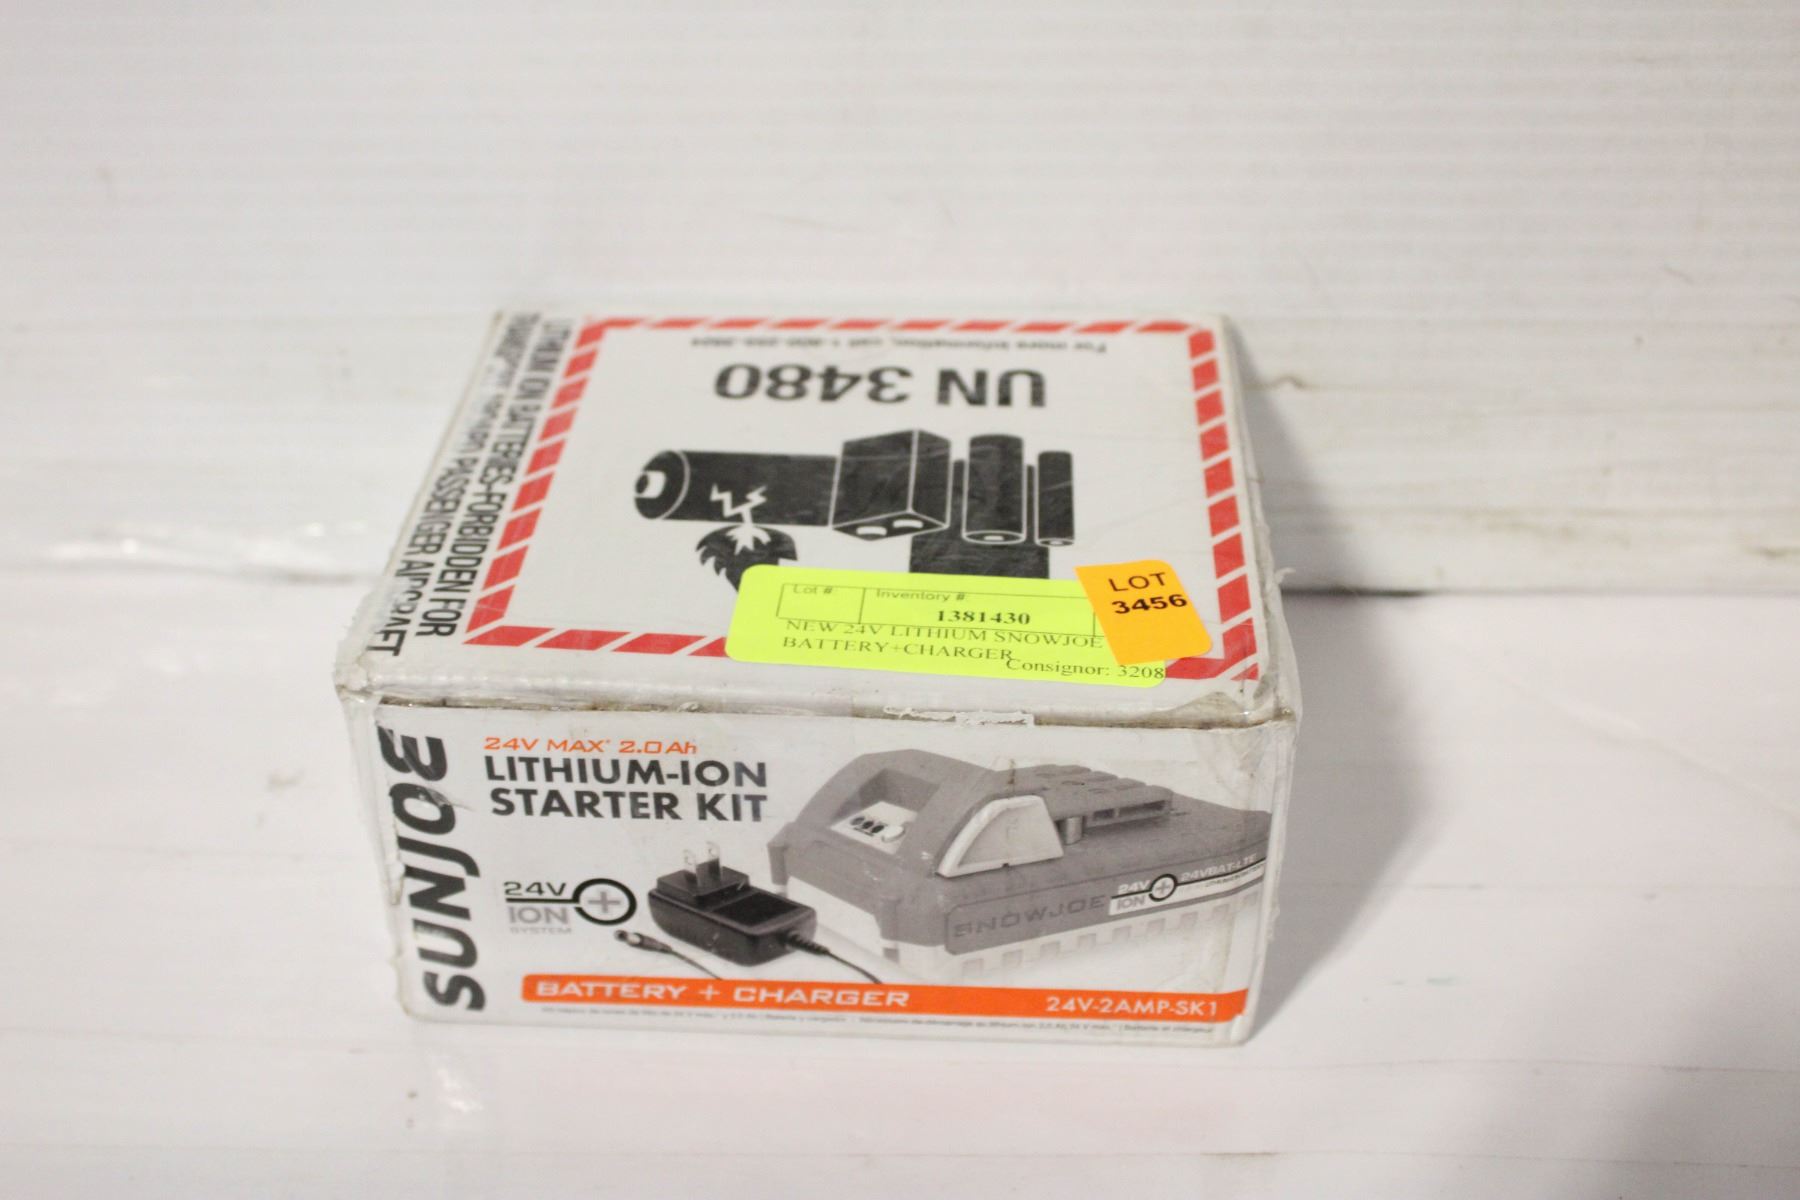 LITHIUM ION BATTERIES-FORBIDDEN FOR
TRANSPORT ABOARD PASSENGER AIRCRAFT
For more information, call
UN 3480
Lot #:
Inventory #:
1381430
NEW 24V LITHIUM SNOWJOE
BATTERY+CHARGER
Consignor: 3208
LOT
3456
SUNJOE
24V MAX* 2.0Ah
LITHIUM-ION
STARTER KIT
24V
ION
SYSTEM
SNOWJOE
24V
ION
24VBAT-LTE
BATTERY + CHARGER
24V-2AMP-SK1